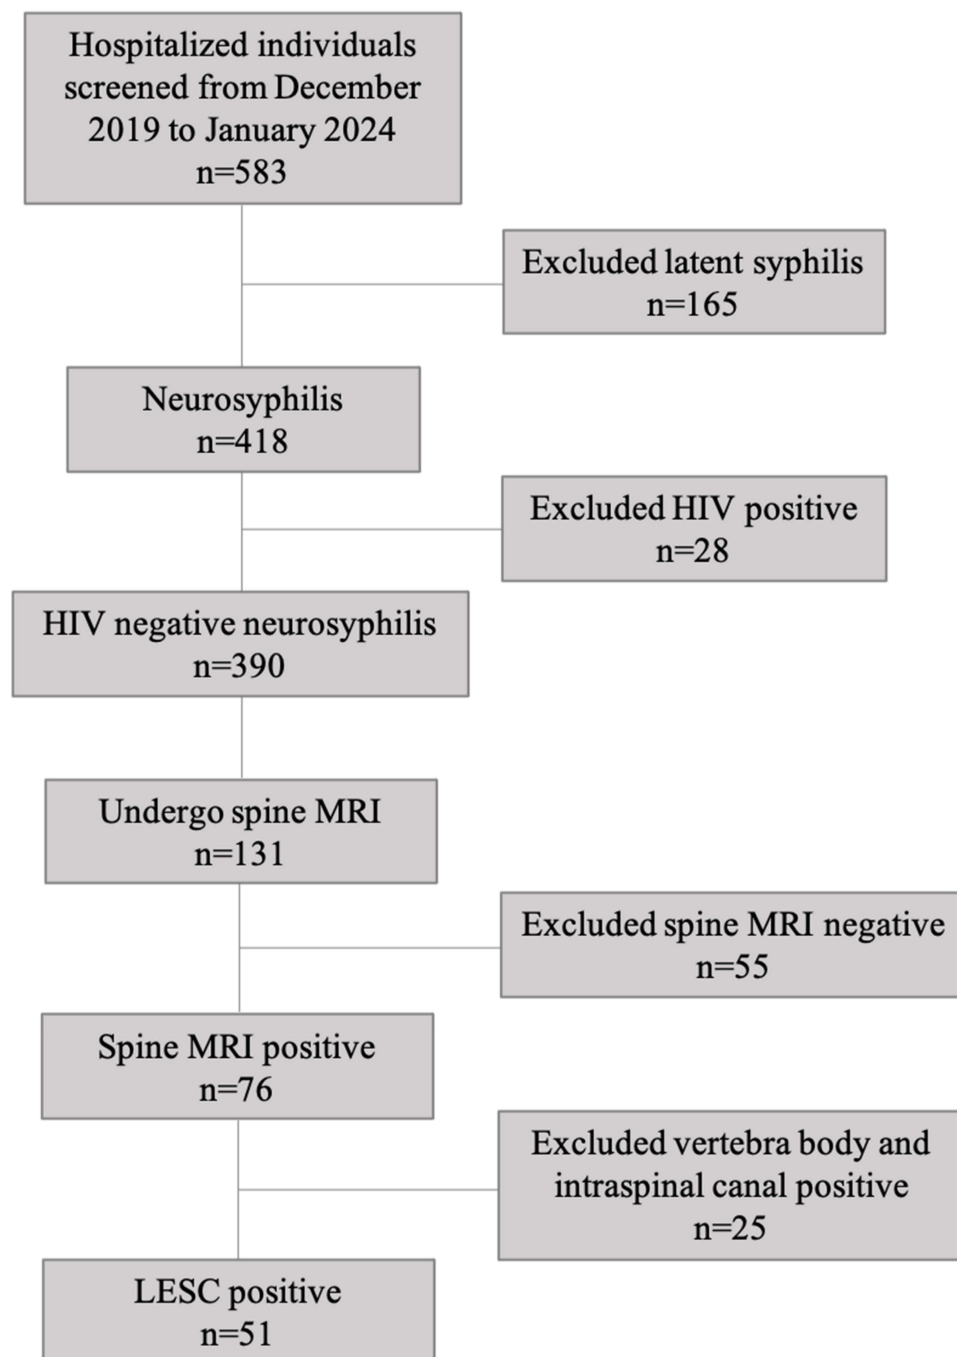 Hospitalized individuals
screened from December
2019 to January 2024
n=583
Excluded latent syphilis
n=165
Neurosyphilis
n=418
Excluded HIV positive
n=28
HIV negative neurosyphilis
n=390
Undergo spine MRI
n=131
Excluded spine MRI negative
n=55
Spine MRI positive
n=76
Excluded vertebra body and
intraspinal canal positive
n=25
LESC positive
n=51